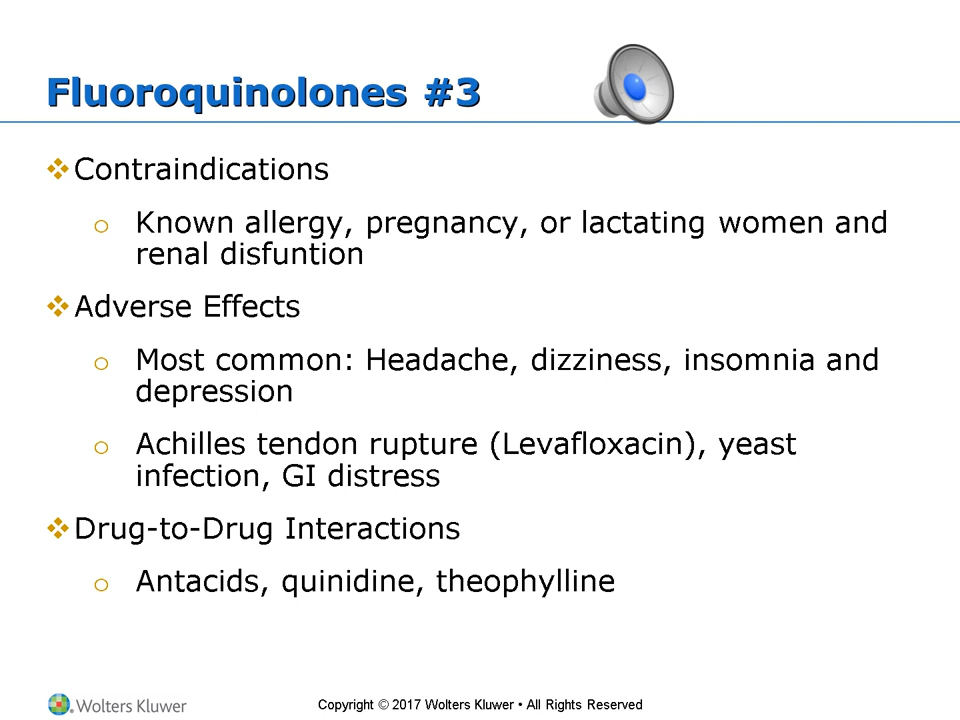 Fluoroquinolones #3
❖Contraindications
o Known allergy, pregnancy, or lactating women and
renal disfuntion
❖Adverse Effects
o Most common: Headache, dizziness, insomnia and
depression
o Achilles tendon rupture (Levafloxacin), yeast
infection, GI distress
❖Drug-to-Drug Interactions
o Antacids, quinidine, theophylline
Wolters Kluwer
Copyright © 2017 Wolters Kluwer • All Rights Reserved